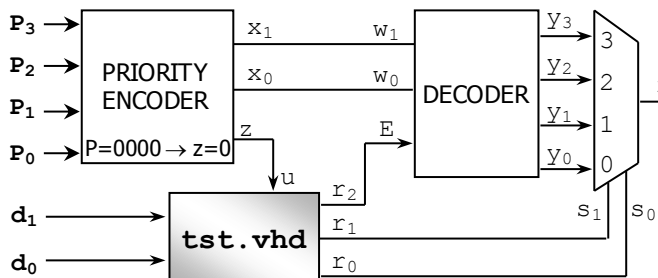 P3
P2
P1
P0
PRIORITY
ENCODER
P=0000 → z=0
x1
x0
z
u
w1
w0
E
DECODER
y3
y2
y1
y0
3
2
1
0
s1
s0
d1
d0
tst.vhd
r2
r1
r0